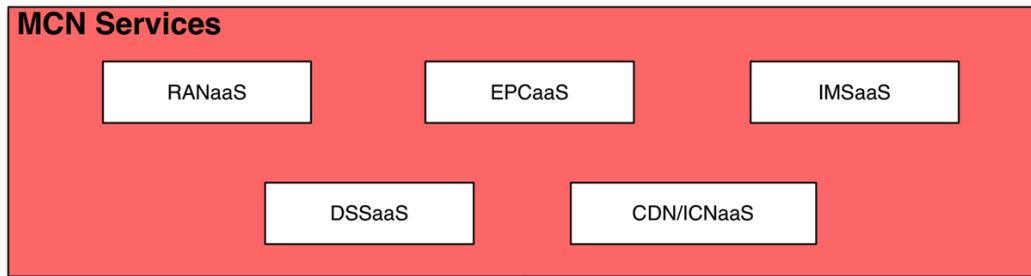 MCN Services
RANaaS EPCaaS IMSaaS
DSSaaS CDN/ICNaaS